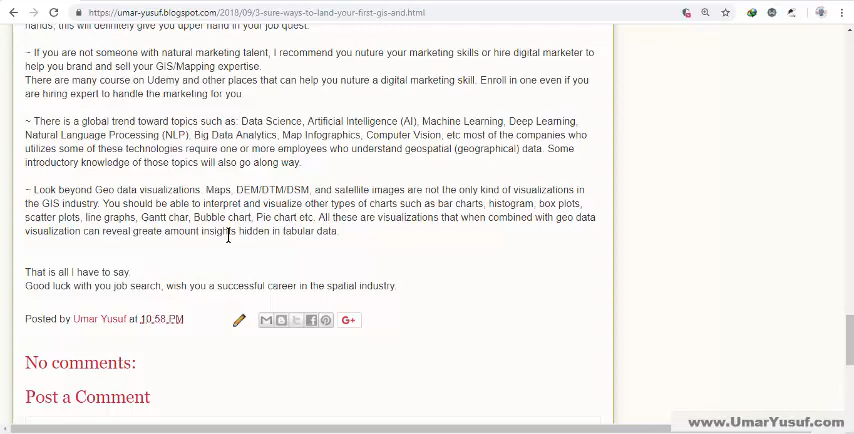 https://umar-yusuf.blogspot.com/2018/09/3-sure-ways-to-land-your-first-gis-and.html
hands, this will definitely give you upper hand in your job quest.
~ If you are not someone with natural marketing talent, I recommend you nuture your marketing skills or hire digital marketer to
help you brand and sell your GIS/Mapping expertise.
There are many course on Udemy and other places that can help you nuture a digital marketing skill. Enroll in one even if you
are hiring expert to handle the marketing for you.
~ There is a global trend toward topics such as: Data Science, Artificial Intelligence (AI), Machine Learning, Deep Learning,
Natural Language Processing (NLP), Big Data Analytics, Map Infographics, Computer Vision, etc most of the companies who
utilizes some of these technologies require one or more employees who understand geospatial (geographical) data. Some
introductory knowledge of those topics will also go along way.
~ Look beyond Geo data visualizations. Maps, DEM/DTM/DSM, and satellite images are not the only kind of visualizations in
the GIS industry. You should be able to interpret and visualize other types of charts such as bar charts, histogram, box plots,
scatter plots, line graphs, Gantt char, Bubble chart, Pie chart etc. All these are visualizations that when combined with geo data
visualization can reveal greate amount insights hidden in tabular data.
That is all I have to say.
Good luck with you job search, wish you a successful career in the spatial industry.
Posted by Umar Yusuf at 10:58 PM
G+
No comments:
Post a Comment
www.UmarYusuf.com